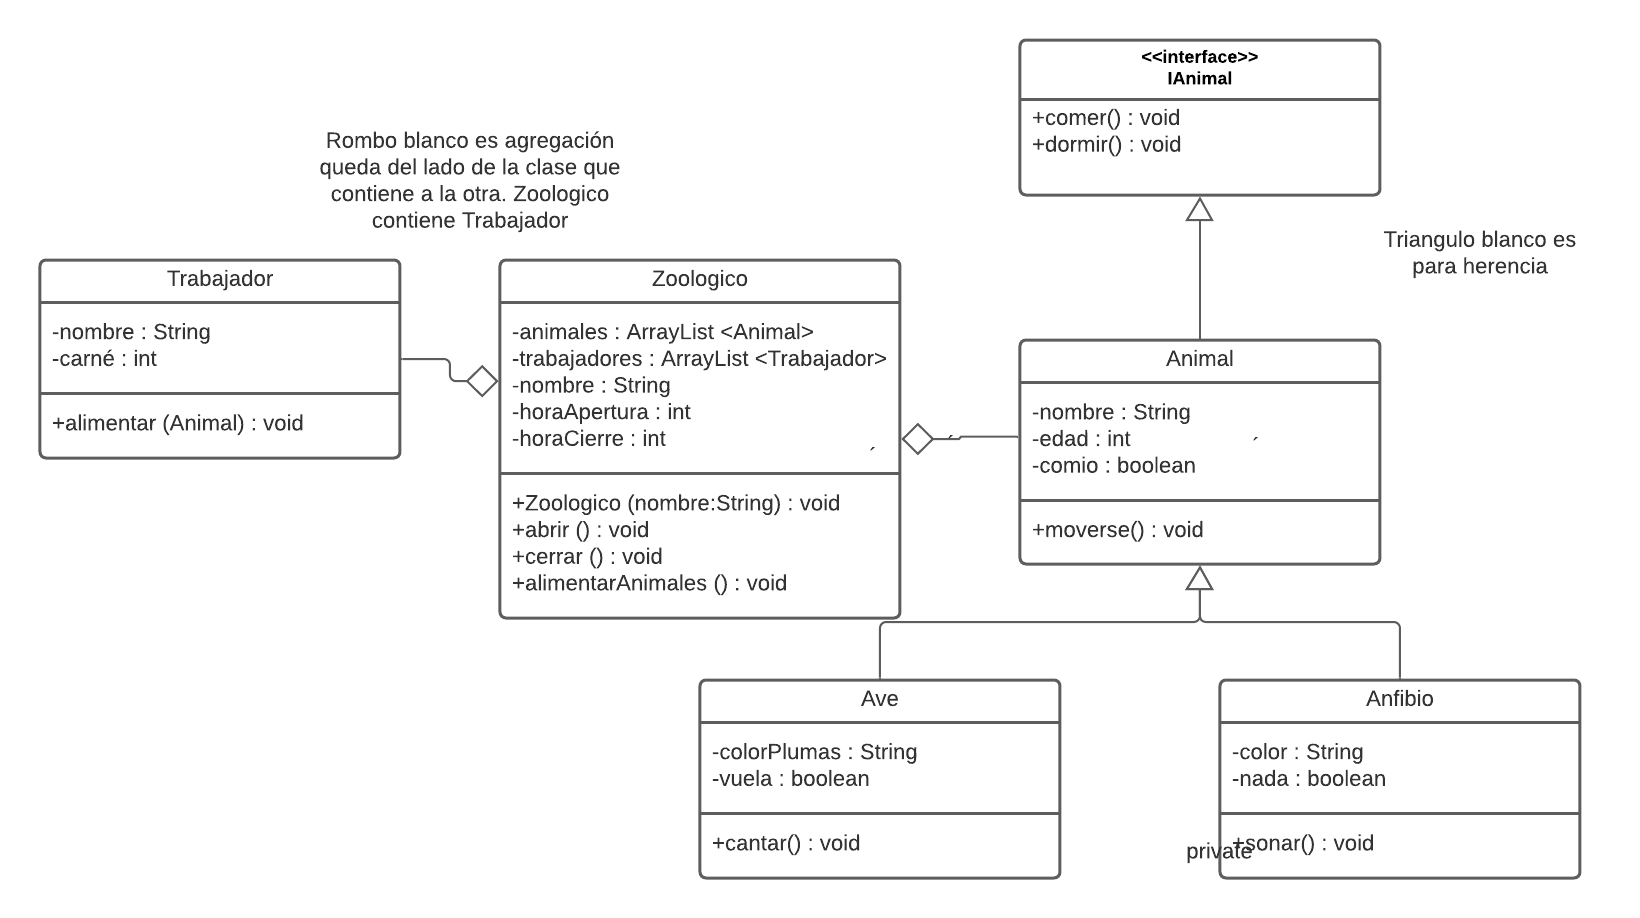 <<interface>>
IAnimal
+comer() : void
+dormir() : void
Rombo blanco es agregación
queda del lado de la clase que
contiene a la otra. Zoologico
contiene Trabajador
Triangulo blanco es
para herencia
Trabajador
-nombre : String
-carné : int
+alimentar (Animal) : void
Zoologico
-animales : ArrayList <Animal>
-trabajadores : ArrayList <Trabajador>
-nombre : String
-horaApertura : int
-horaCierre : int
+Zoologico (nombre:String) : void
+abrir () : void
+cerrar () : void
+alimentarAnimales () : void
Animal
-nombre : String
-edad : int
-comio : boolean
+moverse() : void
Ave
-colorPlumas : String
-vuela : boolean
+cantar() : void
Anfibio
-color : String
-nada : boolean
+sonar() : void
private